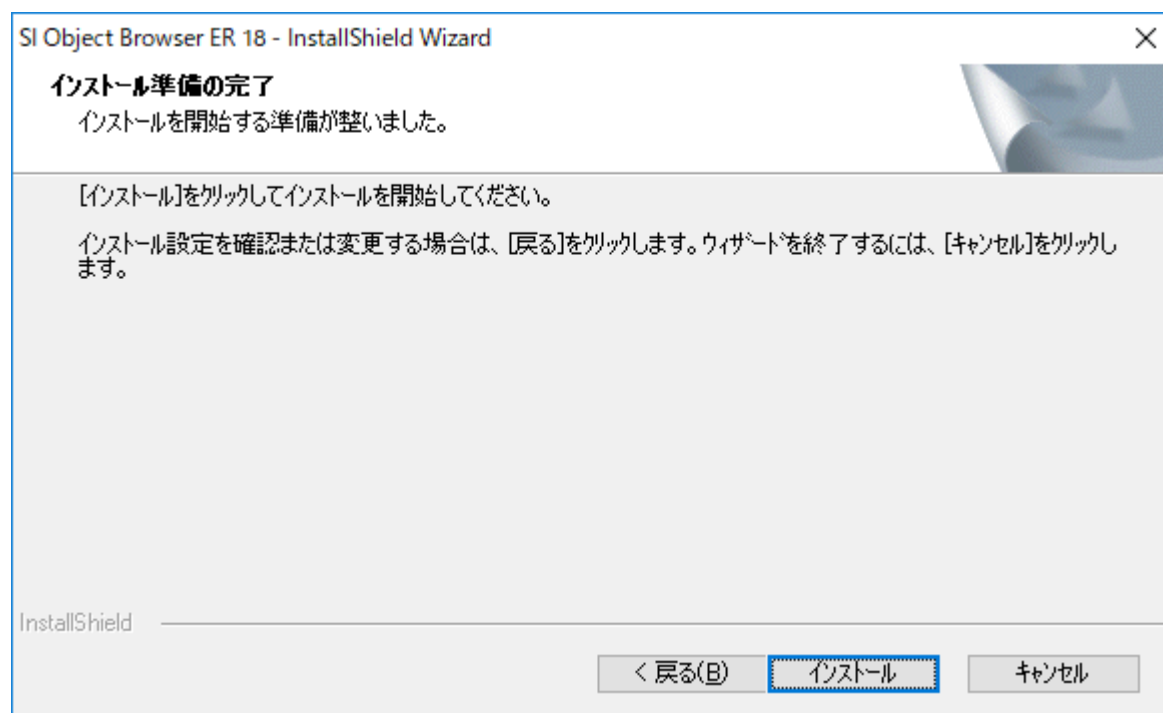 SI Object Browser ER 18 - InstallShield Wizard
インストール準備の完了
インストールを開始する準備が整いました。
[インストール]をクリックしてインストールを開始してください。
インストール設定を確認または変更する場合は、[戻る]をクリックします。ウィザードを終了するには、[キャンセル]をクリックし
ます。
InstallShield
< 戻る(B)
インストール
キャンセル